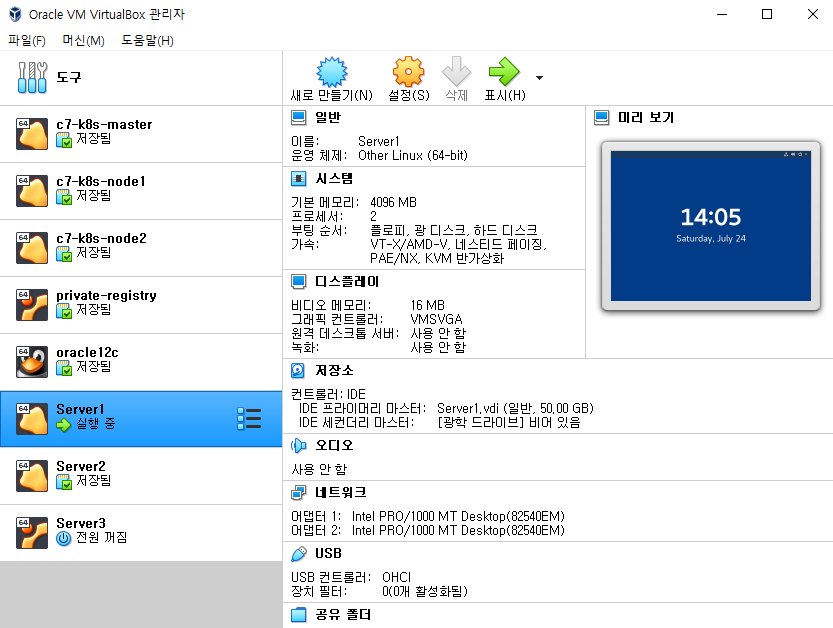 Oracle VM VirtualBox 관리자
파일(F) 머신(M) 도움말(H)
도구
새로 만들기(N) 설정(S) 삭제 표시(H)
64
c7-k8s-master
저장됨
64
c7-k8s-node1
저장됨
64
c7-k8s-node2
저장됨
64
private-registry
저장됨
64
oracle12c
저장됨
64
Server1
실행 중
64
Server2
저장됨
64
Server3
전원 꺼짐
일반
이름: Server1
운영 체제: Other Linux (64-bit)
시스템
기본 메모리: 4096 MB
프로세서: 2
부팅 순서: 플로피, 광 디스크, 하드 디스크
가속: VT-X/AMD-V, 네스티드 페이징,
PAE/NX, KVM 반가상화
디스플레이
비디오 메모리: 16 MB
그래픽 컨트롤러: VMSVGA
원격 데스크톱 서버: 사용 안 함
녹화: 사용 안 함
미리 보기
14:05
Saturday, July 24
저장소
컨트롤러: IDE
IDE 프라이머리 마스터: Server1.vdi (일반, 50,00 GB)
IDE 세컨더리 마스터: [광학 드라이브] 비어 있음
오디오
사용 안 함
네트워크
어댑터 1: Intel PRO/1000 MT Desktop(82540EM)
어댑터 2: Intel PRO/1000 MT Desktop(82540EM)
USB
USB 컨트롤러: OHCI
장치 필터: 0(0개 활성화됨)
공유 폴더